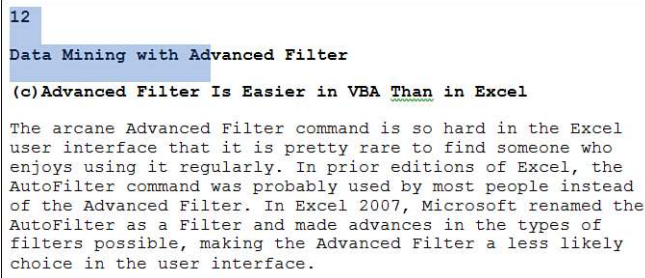 12
Data Mining with Advanced Filter
(c)Advanced Filter Is Easier in VBA Than in Excel
The arcane Advanced Filter command is so hard in the Excel
user interface that it is pretty rare to find someone who
enjoys using it regularly. In prior editions of Excel, the
AutoFilter command was probably used by most people instead
of the Advanced Filter. In Excel 2007, Microsoft renamed the
AutoFilter as a Filter and made advances in the types of
filters possible, making the Advanced Filter a less likely
choice in the user interface.